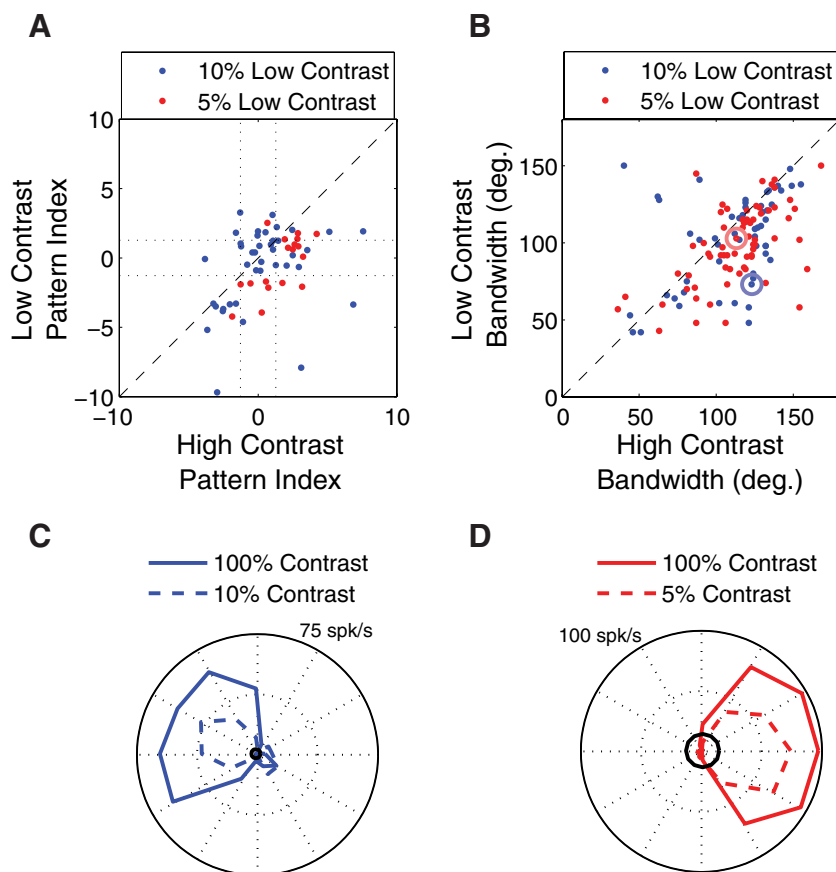 A
10% Low Contrast
5% Low Contrast
10
5
0
−5
−10
−10
0
10
Low Contrast
Pattern Index
High Contrast
Pattern Index
B
10% Low Contrast
5% Low Contrast
150
100
50
0
0
50
100
150
Low Contrast
Bandwidth (deg.)
High Contrast
Bandwidth (deg.)
C
100% Contrast
10% Contrast
75 spk/s
D
100% Contrast
5% Contrast
100 spk/s